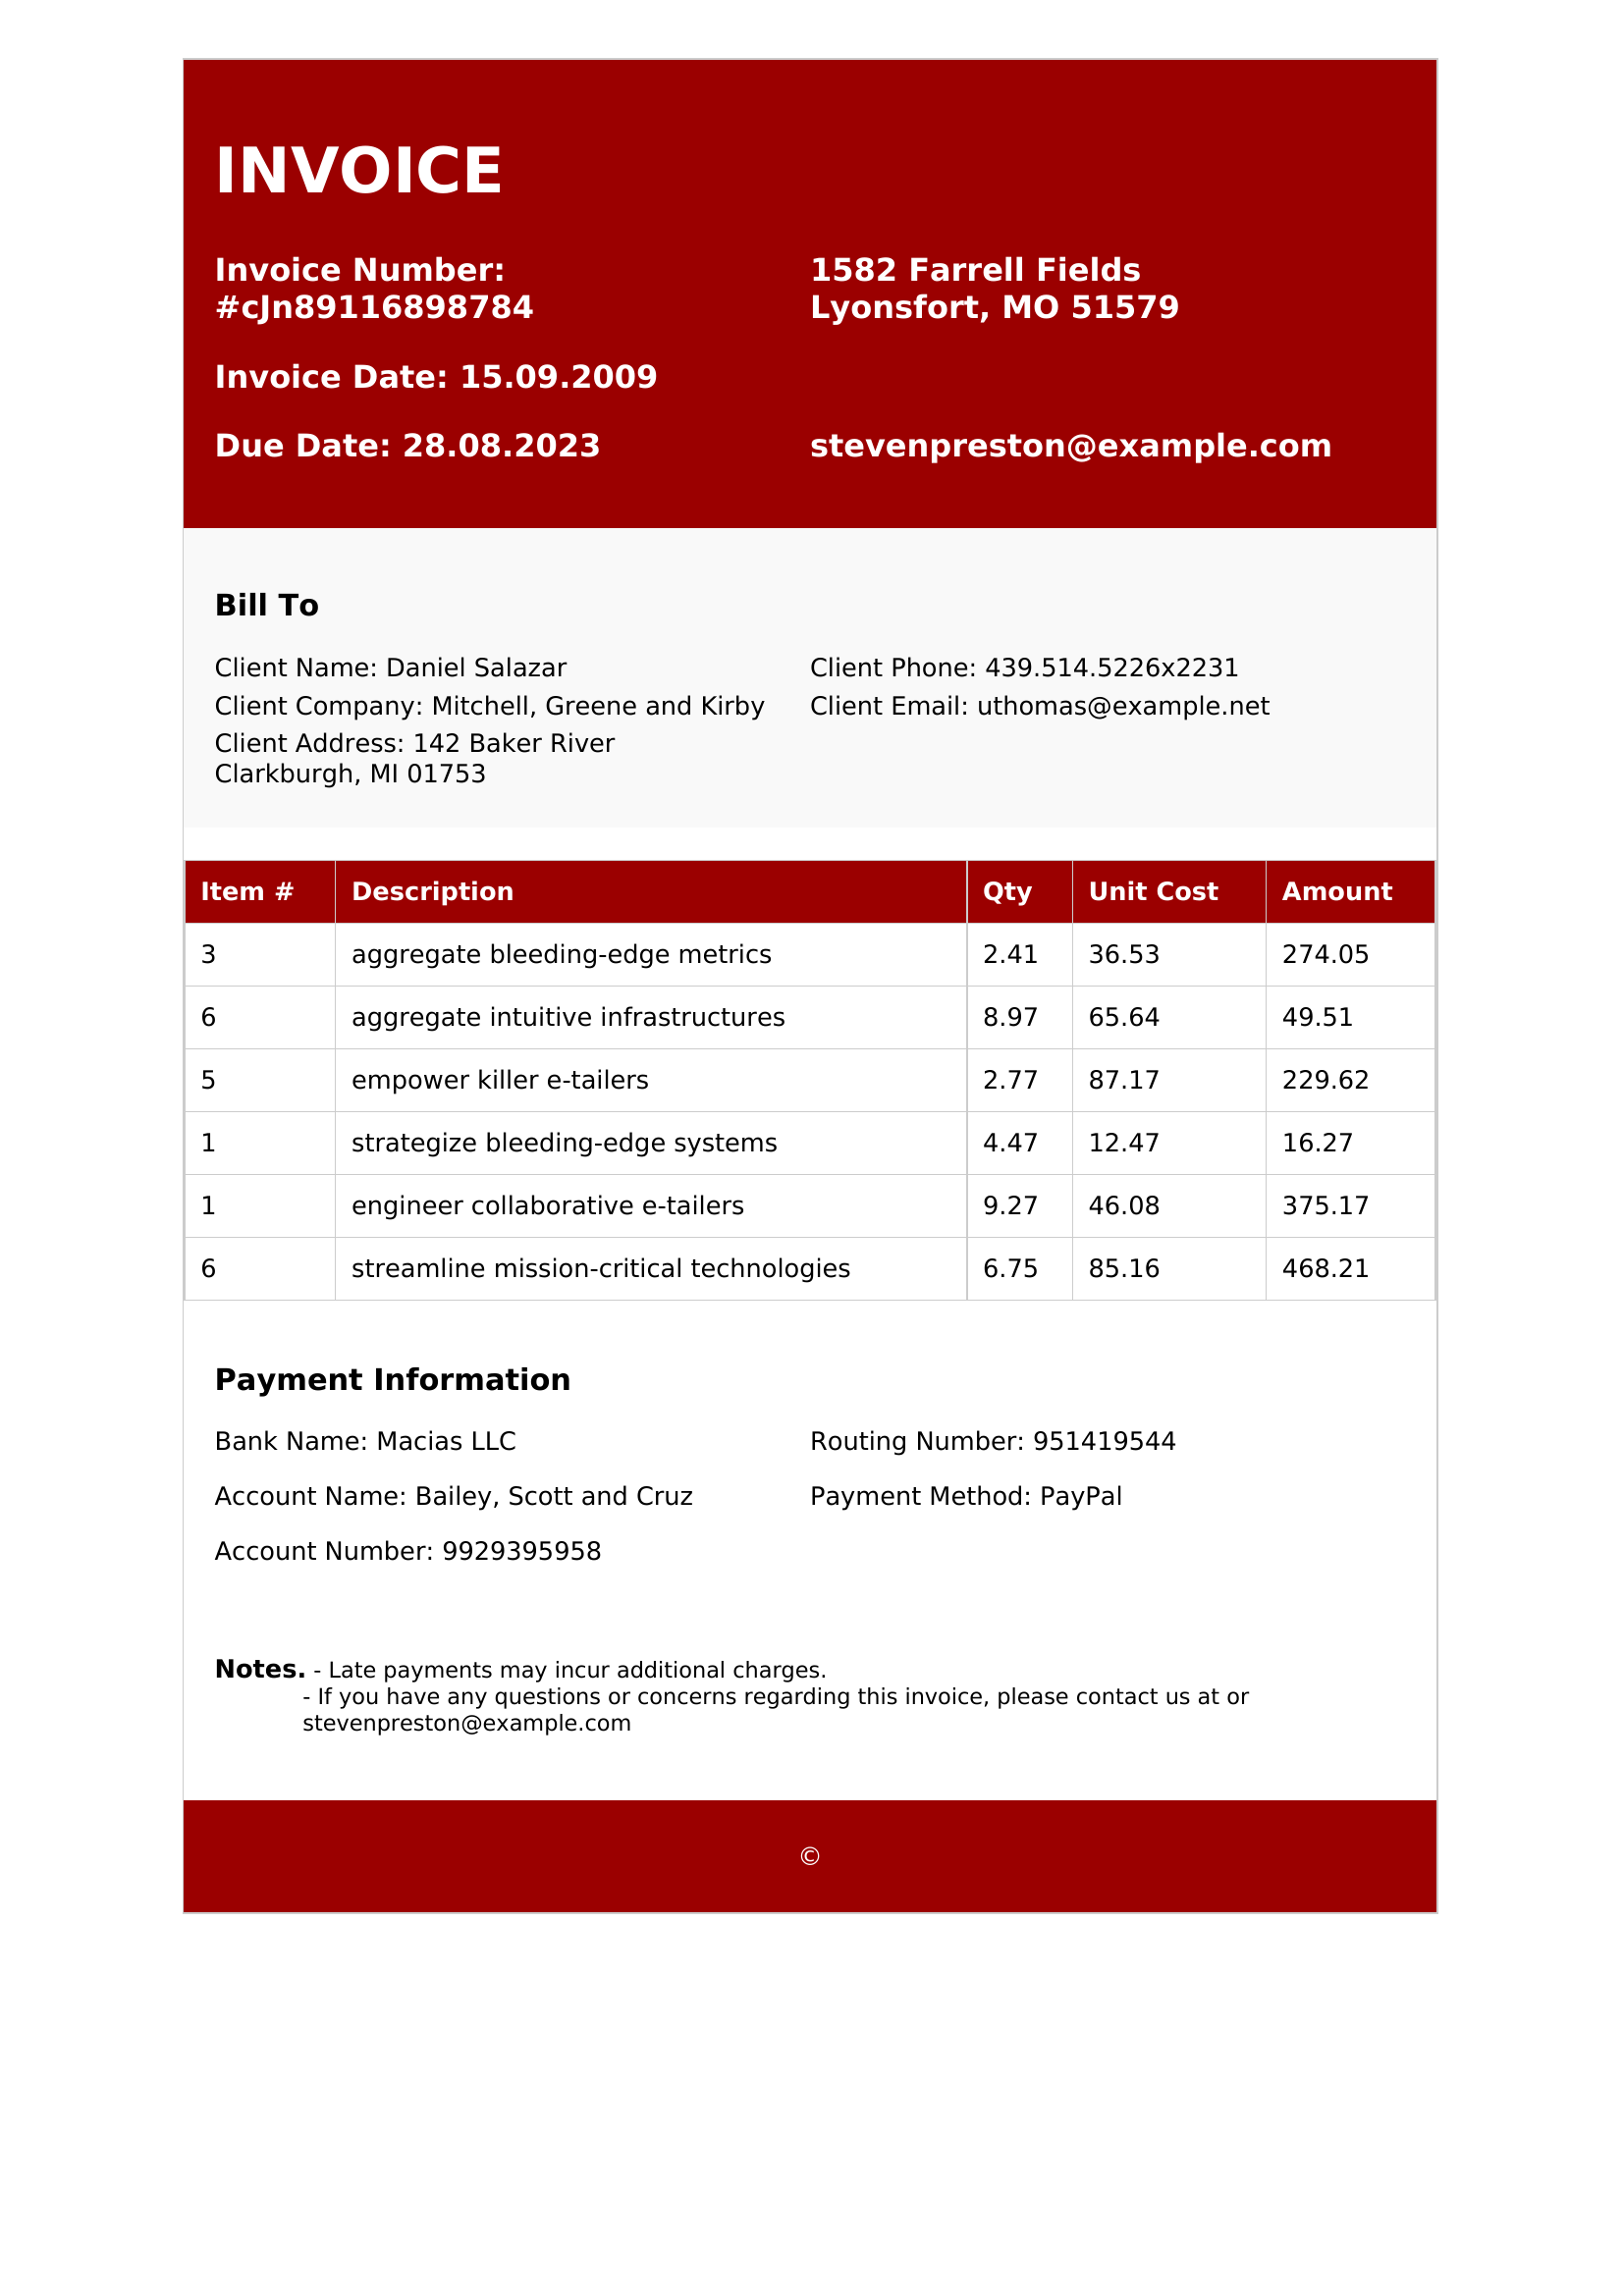 INVOICE
Invoice Number:
#cJn89116898784
1582 Farrell Fields
Lyonsfort, MO 51579
Invoice Date: 15.09.2009
Due Date: 28.08.2023
stevenpreston@example.com
Bill To
Client Name: Daniel Salazar
Client Phone: 439.514.5226x2231
Client Company: Mitchell, Greene and Kirby
Client Email: uthomas@example.net
Client Address: 142 Baker River
Clarkburgh, MI 01753
Item # Description Qty Unit Cost Amount
3 aggregate bleeding-edge metrics 2.41 36.53 274.05
6 aggregate intuitive infrastructures 8.97 65.64 49.51
5 empower killer e-tailers 2.77 87.17 229.62
1 strategize bleeding-edge systems 4.47 12.47 16.27
1 engineer collaborative e-tailers 9.27 46.08 375.17
6 streamline mission-critical technologies 6.75 85.16 468.21
Payment Information
Bank Name: Macias LLC
Routing Number: 951419544
Account Name: Bailey, Scott and Cruz
Payment Method: PayPal
Account Number: 9929395958
Notes. - Late payments may incur additional charges.
- If you have any questions or concerns regarding this invoice, please contact us at or
stevenpreston@example.com
©